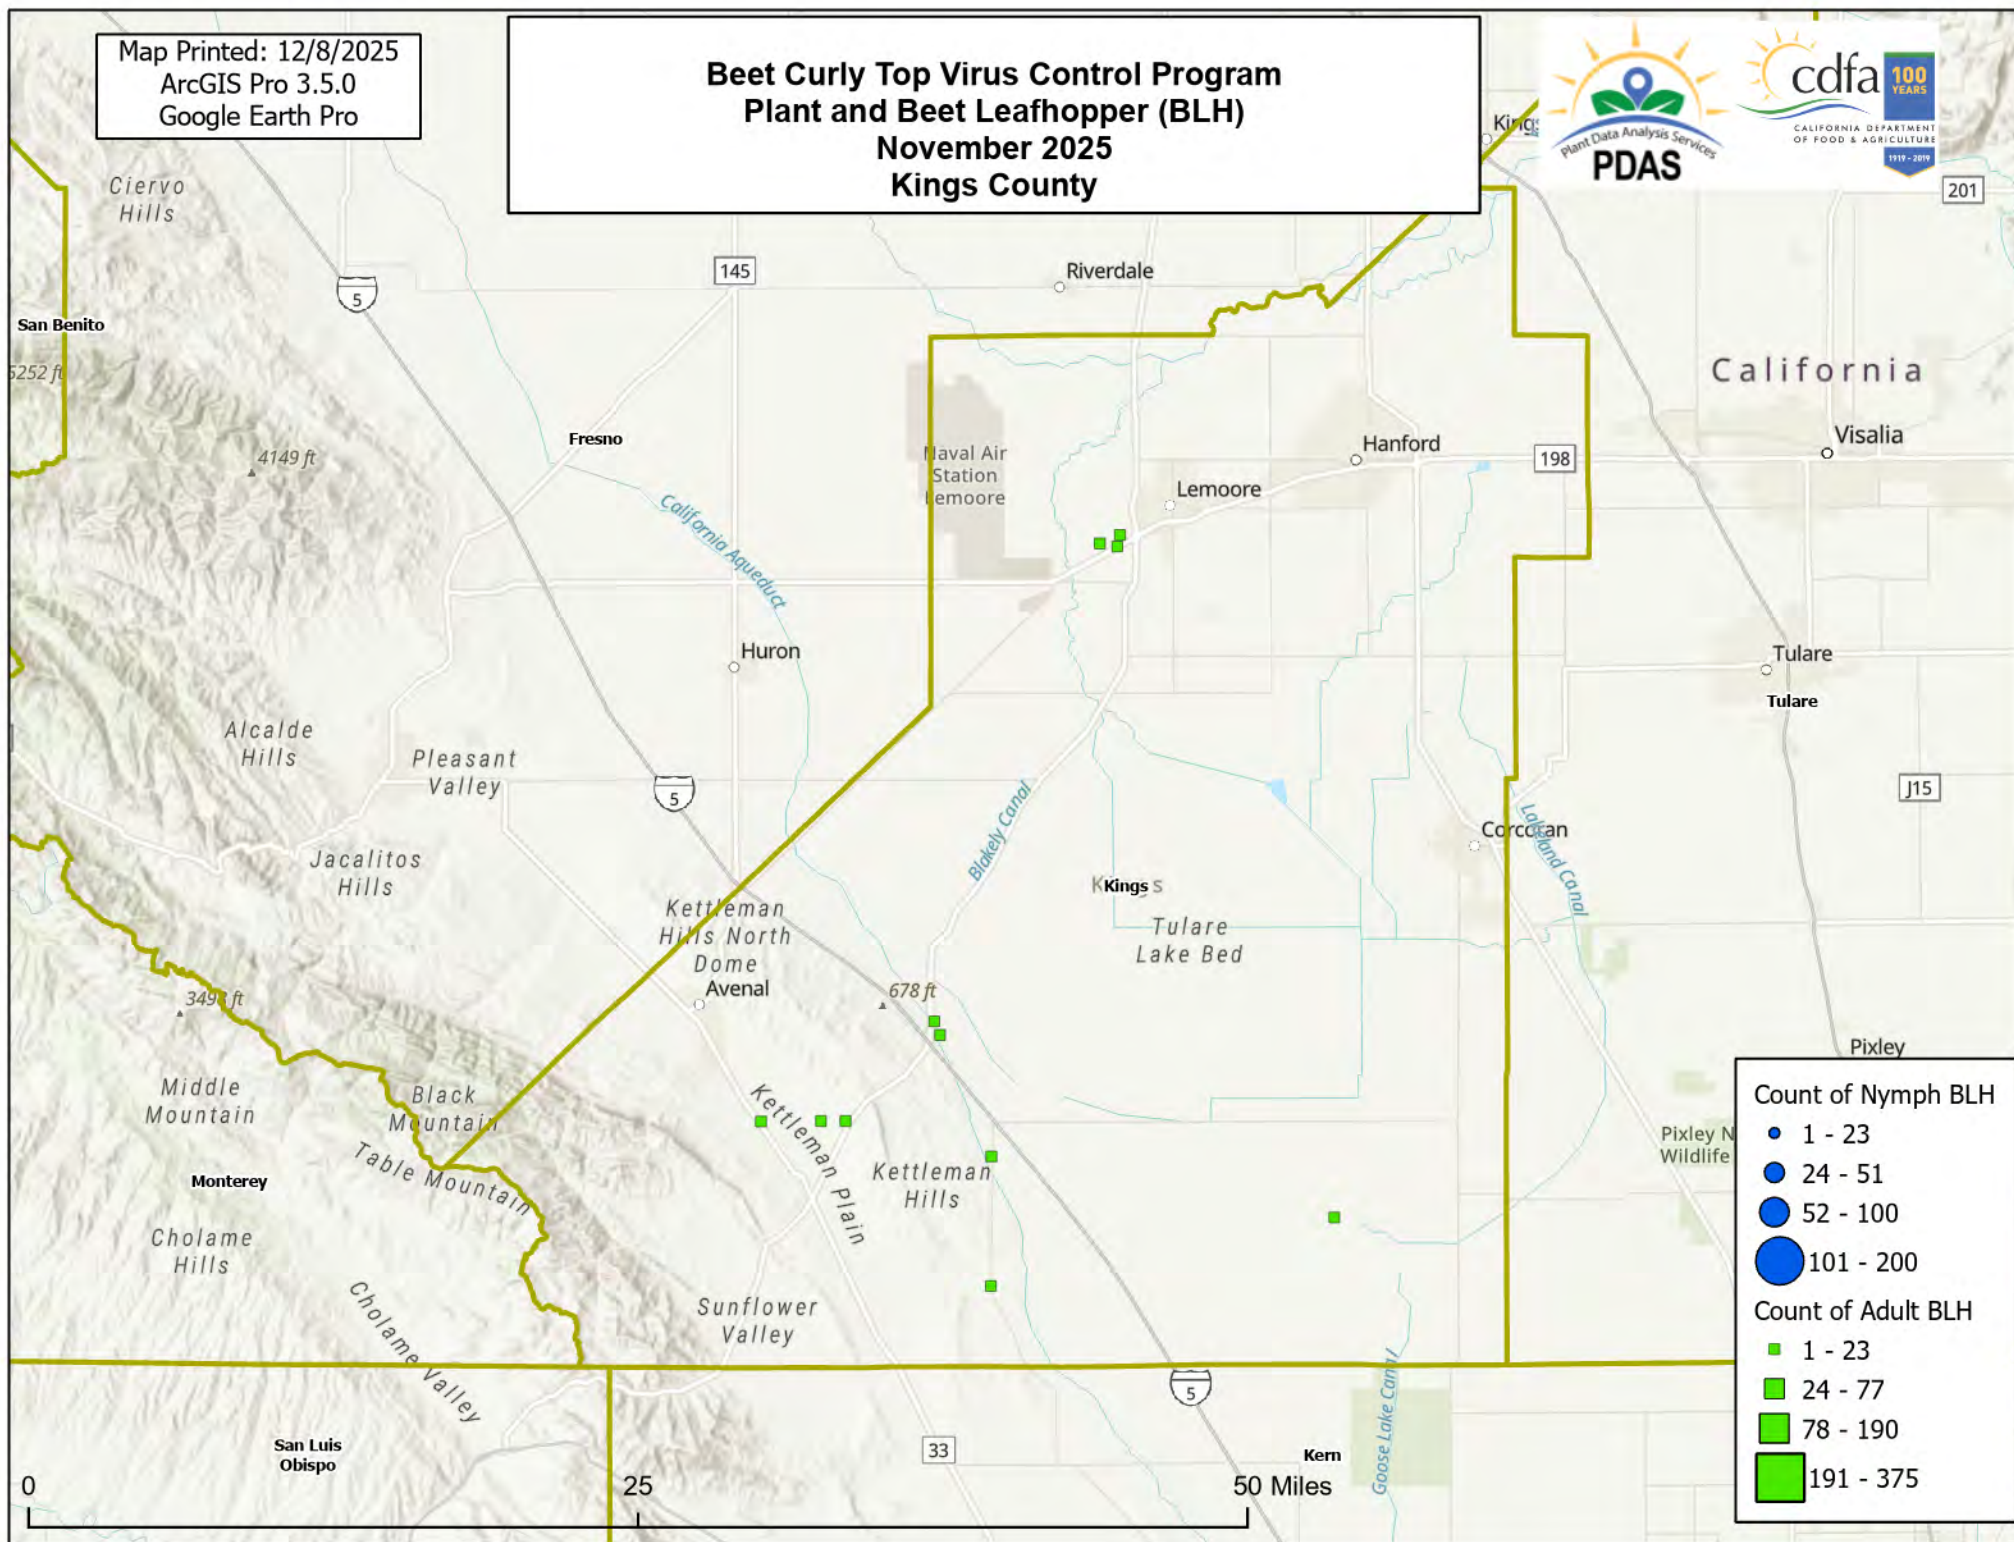 Map Printed: 12/8/2025
ArcGIS Pro 3.5.0
Google Earth Pro
Beet Curly Top Virus Control Program
Plant and Beet Leafhopper (BLH)
November 2025
Kings County
Plant Data Analysis Services
PDAS
cdfa
100
YEARS
CALIFORNIA DEPARTMENT
OF FOOD & AGRICULTURE
1919 - 2019
201
Ciervo
Hills
5
145
Riverdale
San Benito
5252 ft
California
4149 ft
Fresno
Naval Air
Station
Lemoore
Hanford
198
Visalia
Lemoore
California Aqueduct
Huron
Tulare
Tulare
Alcalde
Hills
Pleasant
Valley
5
J15
Blakely Canal
Corcoran
Lakeland Canal
Jacalitos
Hills
Kings
Kettleman
Hills North
Dome
Tulare
Lake Bed
Avenal
678 ft
3498 ft
Pixley
Middle
Mountain
Black
Mountain
Kettleman Plain
Table Mountain
Kettleman
Hills
Pixley N
Wildlife
Monterey
Cholame
Hills
Cholame Valley
Sunflower
Valley
5
Goose Lake Canal
33
San Luis
Obispo
Kern
0
25
50 Miles
Count of Nymph BLH
1 - 23
24 - 51
52 - 100
101 - 200
Count of Adult BLH
1 - 23
24 - 77
78 - 190
191 - 375